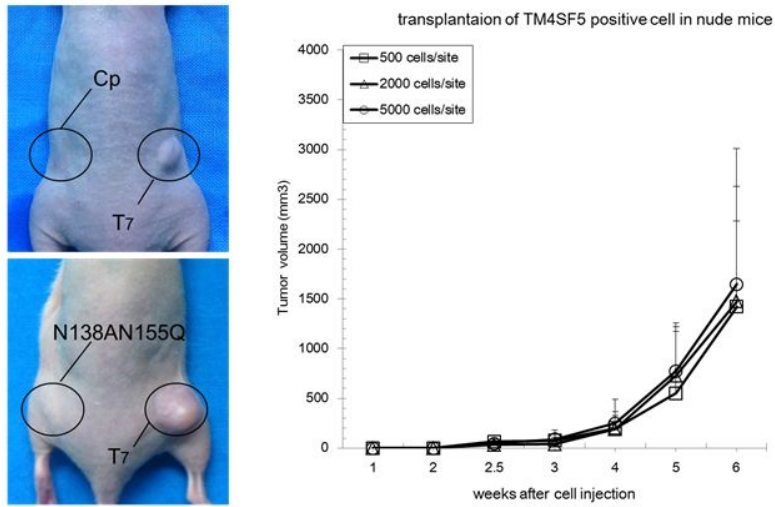 Cp
T7
N138AN155Q
T7
transplantaion of TM4SF5 positive cell in nude mice
500 cells/site
2000 cells/site
5000 cells/site
Tumor volume (mm3)
4000
3500
3000
2500
2000
1500
1000
500
0
1 2 2.5 3 4 5 6
weeks after cell injection